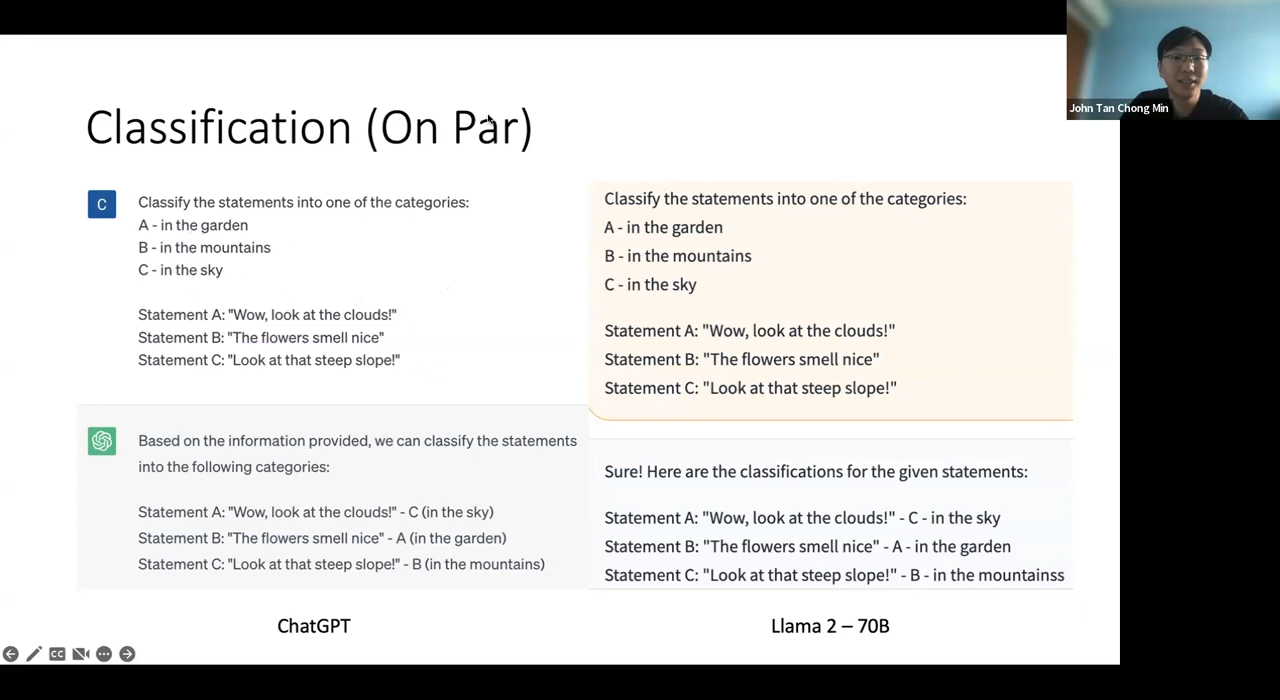 John Tan Chong Min
Classification (On Par)
C
Classify the statements into one of the categories:
A - in the garden
B - in the mountains
C - in the sky
Statement A: "Wow, look at the clouds!"
Statement B: "The flowers smell nice"
Statement C: "Look at that steep slope!"
Based on the information provided, we can classify the statements
into the following categories:
Statement A: "Wow, look at the clouds!" - C (in the sky)
Statement B: "The flowers smell nice" - A (in the garden)
Statement C: "Look at that steep slope!" - B (in the mountains)
ChatGPT
Classify the statements into one of the categories:
A - in the garden
B - in the mountains
C - in the sky
Statement A: "Wow, look at the clouds!"
Statement B: "The flowers smell nice"
Statement C: "Look at that steep slope!"
Sure! Here are the classifications for the given statements:
Statement A: "Wow, look at the clouds!" - C - in the sky
Statement B: "The flowers smell nice" - A - in the garden
Statement C: "Look at that steep slope!" - B - in the mountainss
Llama 2 – 70B
CC